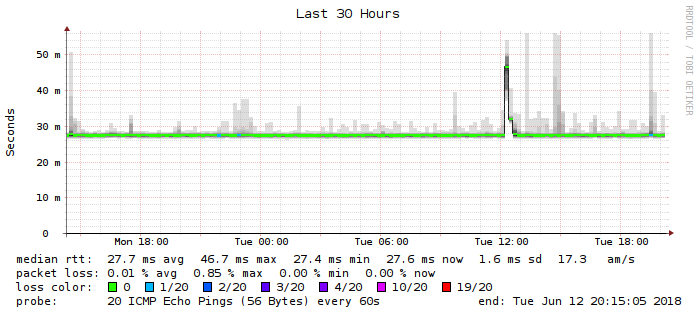 Last 30 Hours
RRDTOOL / TOBI OETIKER
Seconds
50 m
40 m
30 m
20 m
10 m
0
Mon 18:00 Tue 00:00 Tue 06:00 Tue 12:00 Tue 18:00
median rtt: 27.7 ms avg 46.7 ms max 27.4 ms min 27.6 ms now 1.6 ms sd 17.3 am/s
packet loss: 0.01 % avg 0.85 % max 0.00 % min 0.00 % now
loss color: 0 1/20 2/20 3/20 4/20 10/20 19/20
probe: 20 ICMP Echo Pings (56 Bytes) every 60s end: Tue Jun 12 20:15:05 2018